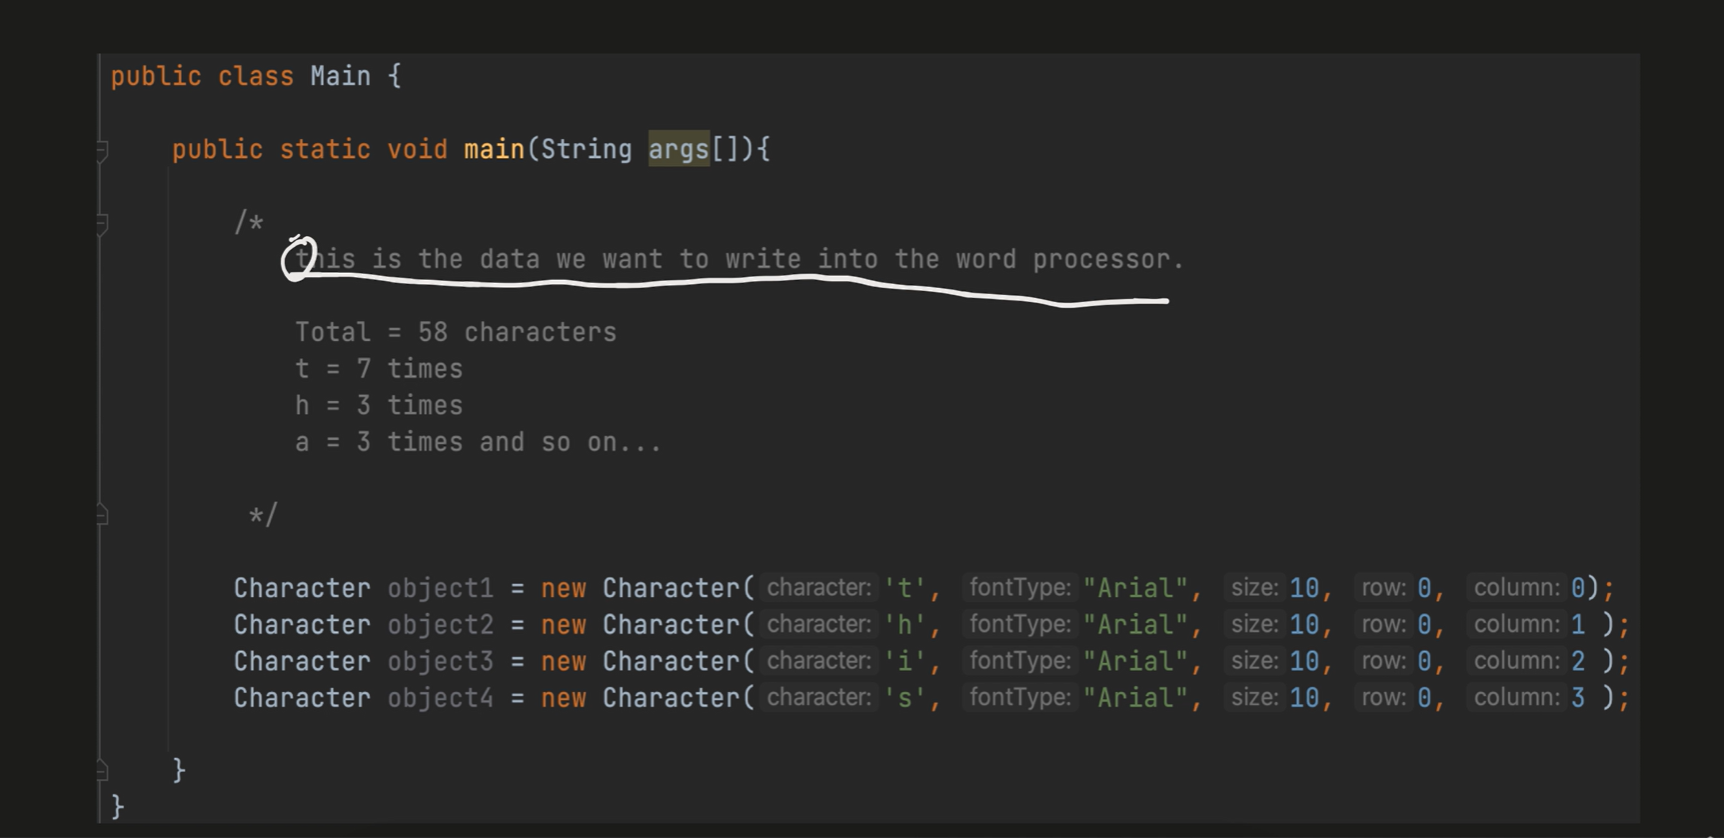 public class Main {
public static void main(String args[]){
/*
this is the data we want to write into the word processor.
Total = 58 characters
t = 7 times
h = 3 times
a = 3 times and so on...
*/
Character object1 = new Character( character: 't', fontType: "Arial", size: 10, row: 0, column: 0);
Character object2 = new Character( character: 'h', fontType: "Arial", size: 10, row: 0, column: 1 );
Character object3 = new Character( character: 'i', fontType: "Arial", size: 10, row: 0, column: 2 );
Character object4 = new Character( character: 's', fontType: "Arial", size: 10, row: 0, column: 3 );
}
}